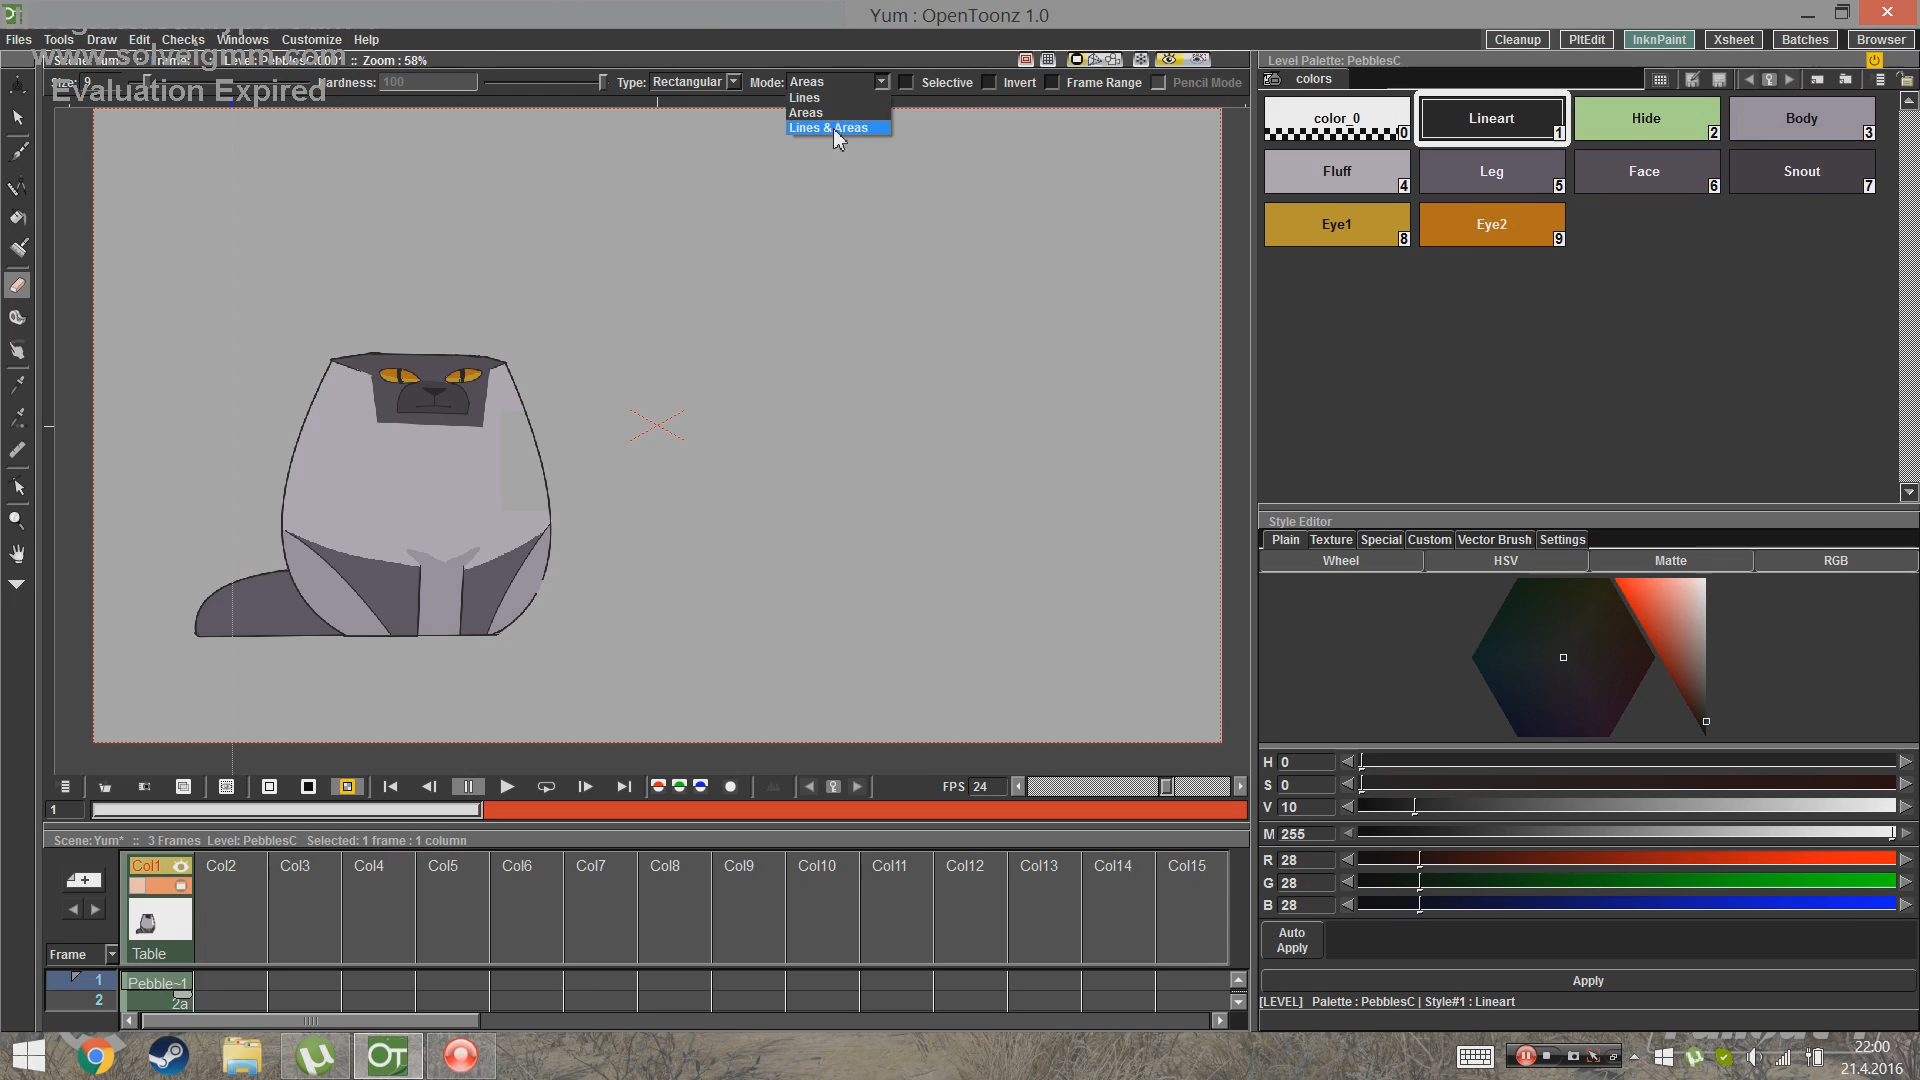 Yum : OpenToonz 1.0
Files Tools Draw Edit Checks Windows Customize Help
www.solveigmm.com
Evaluation Expired
Cleanup PltEdit InknPaint Xsheet Batches Browser
:: Zoom : 58%
Level Palette: PebblesC
Size: 9 Hardness: 100 Type: Rectangular Mode: Areas Selective Invert Frame Range Pencil Mode
Lines
Areas
Lines & Areas
colors
color_0 0
Lineart 1
Hide 2
Body 3
Fluff 4
Leg 5
Face 6
Snout 7
Eye1 8
Eye2 9
Style Editor
Plain Texture Special Custom Vector Brush Settings
Wheel HSV Matte RGB
H 0
S 0
V 10
M 255
R 28
G 28
B 28
Auto
Apply
Apply
[LEVEL] Palette : PebblesC | Style#1 : Lineart
FPS 24
1
Scene: Yum* :: 3 Frames Level: PebblesC Selected: 1 frame : 1 column
Col1 Col2 Col3 Col4 Col5 Col6 Col7 Col8 Col9 Col10 Col11 Col12 Col13 Col14 Col15
Table
Frame
1 Pebble~1
2 2a
OT
22:00
21.4.2016